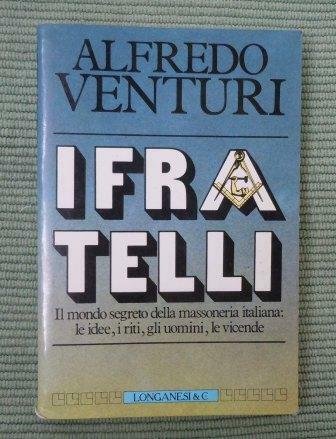 ALFREDO
VENTURI
I FRA
TELLI
Il mondo segreto della massoneria italiana:
le idee, i riti, gli uomini, le vicende
LONGANESI & C